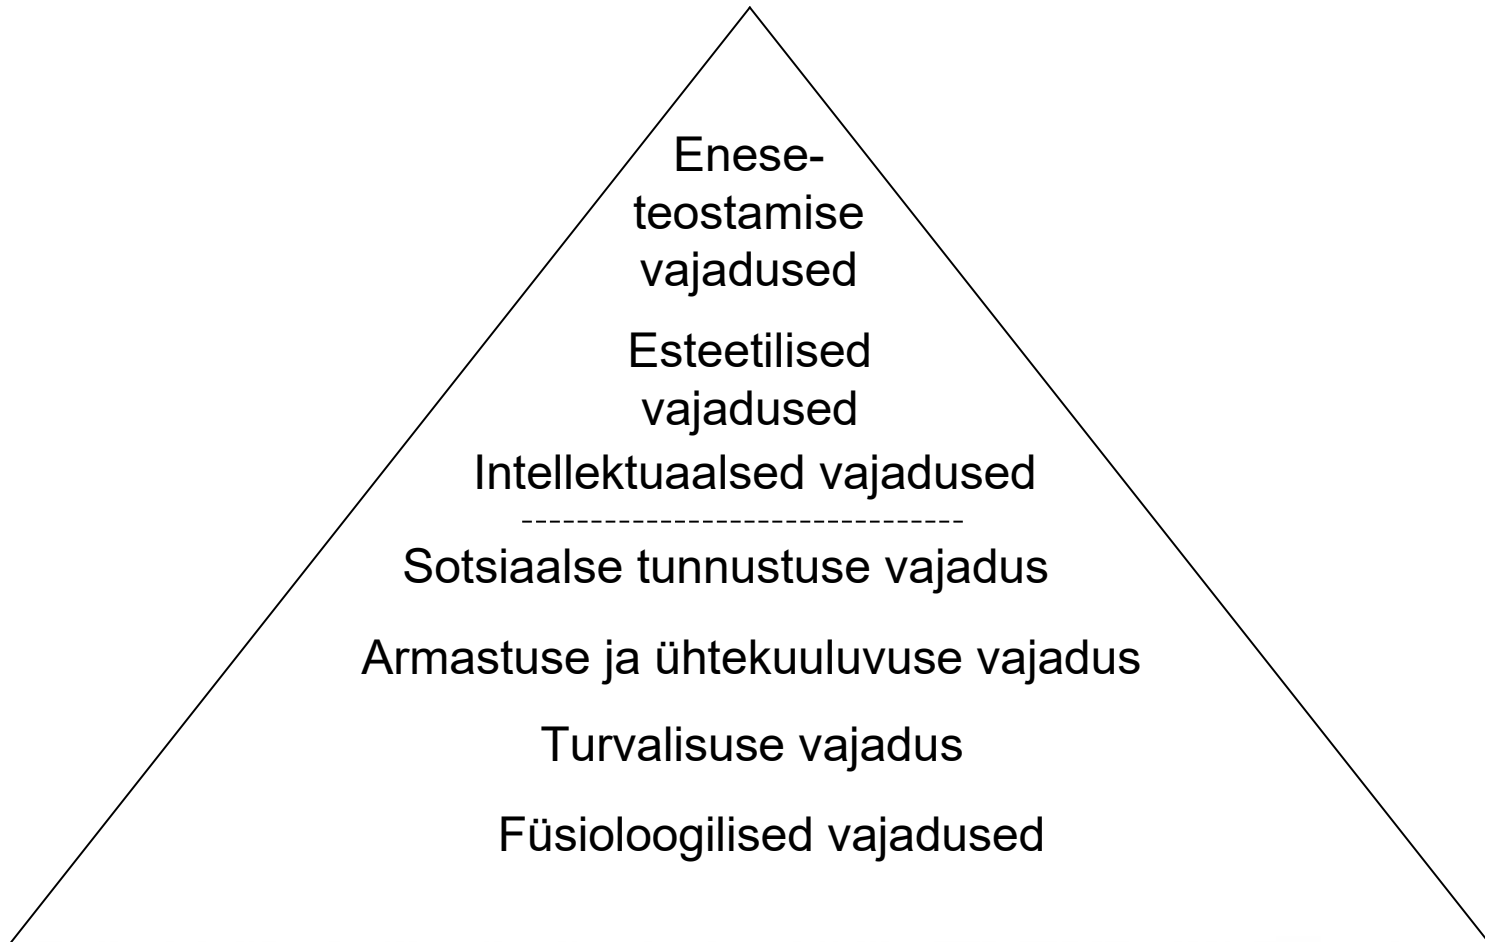 Enese-
teostamise
vajadused
Esteetilised
vajadused
Intellektuaalsed vajadused
Sotsiaalse tunnustuse vajadus
Armastuse ja ühtekuuluvuse vajadus
Turvalisuse vajadus
Füsioloogilised vajadused